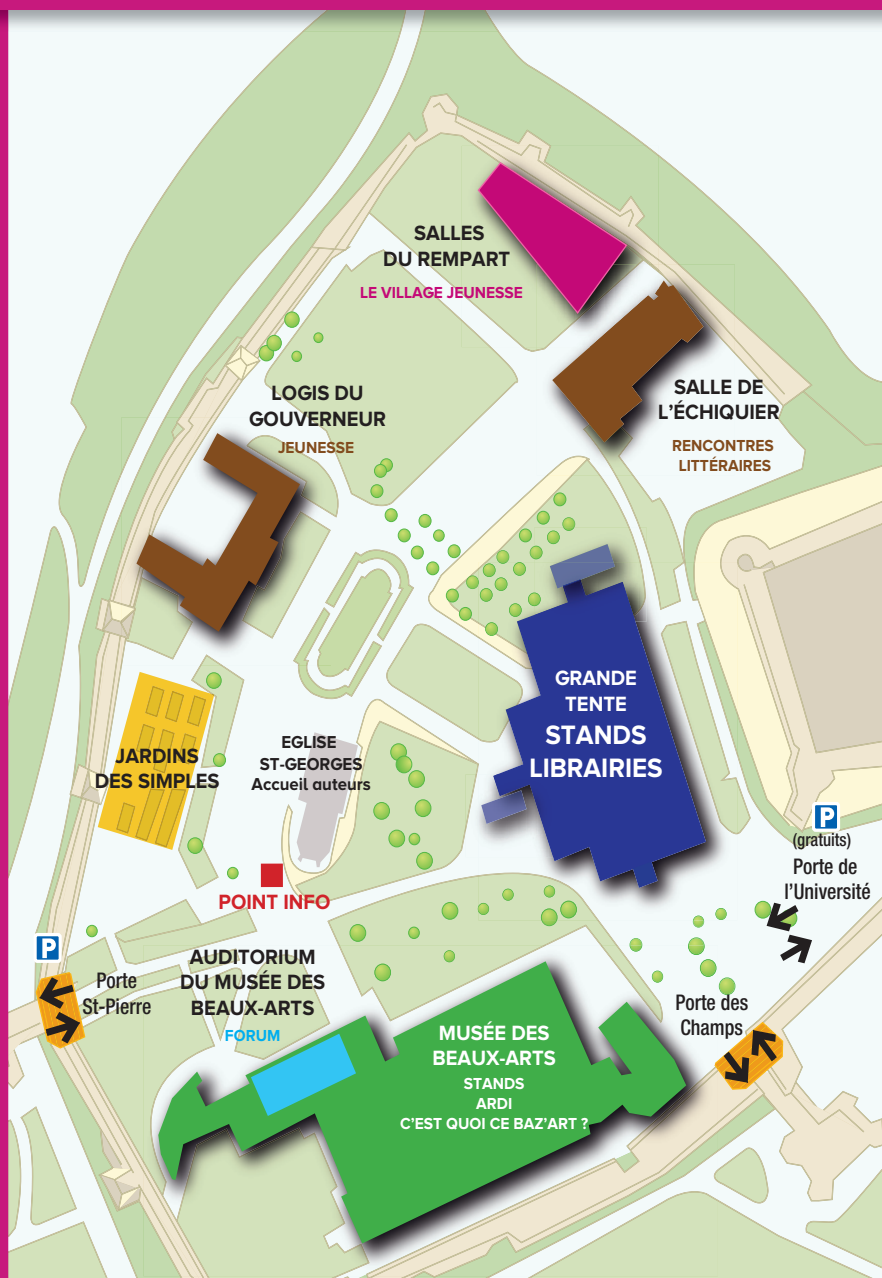 SALLES
DU REMPART
LE VILLAGE JEUNESSE
LOGIS DU
GOUVERNEUR
JEUNESSE
SALLE DE
L'ÉCHIQUIER
RENCONTRES
LITTÉRAIRES
GRANDE
TENTE
STANDS
LIBRAIRIES
JARDINS
DES SIMPLES
EGLISE
ST-GEORGES
Accueil auteurs
P
(gratuits)
Porte de
l'Université
POINT INFO
P
Porte
St-Pierre
AUDITORIUM
DU MUSÉE DES
BEAUX-ARTS
FORUM
Porte des
Champs
MUSÉE DES
BEAUX-ARTS
STANDS
ARDI
C'EST QUOI CE BAZ'ART ?